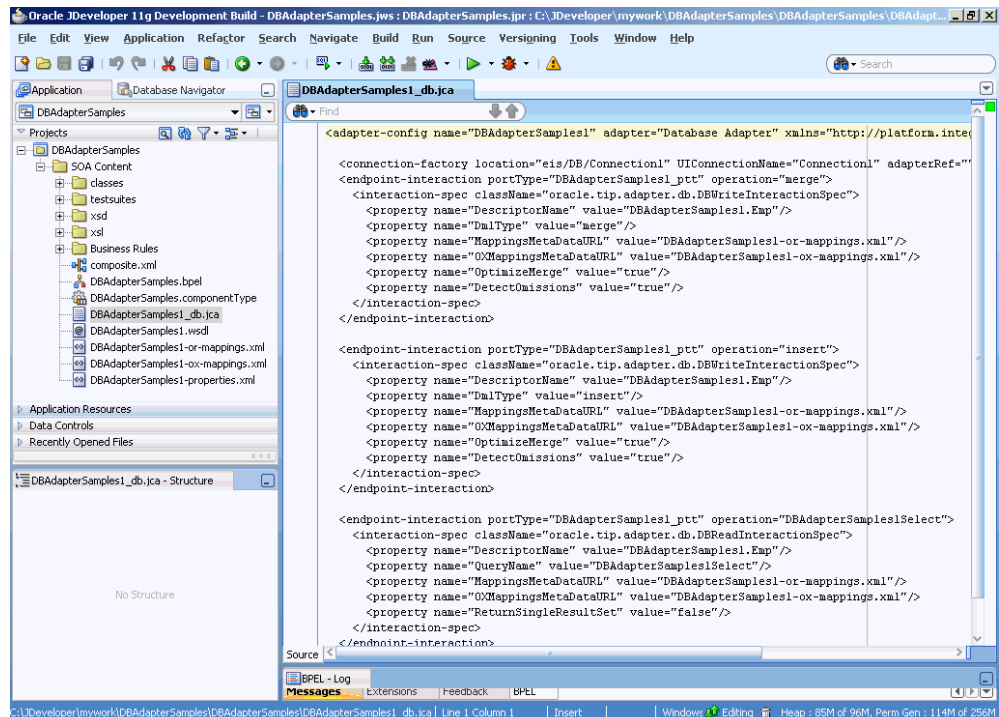 Oracle JDeveloper 11g Development Build - DBAdapterSamples.jws : DBAdapterSamples.jpr : C:\JDeveloper\mywork\DBAdapterSamples\DBAdapterSamples\DBAdapt...
File Edit View Application Refactor Search Navigate Build Run Source Versioning Tools Window Help
Search
Application Database Navigator
DBAdapterSamples
Projects
DBAdapterSamples
SOA Content
classes
testsuites
xsd
xsl
Business Rules
composite.xml
DBAdapterSamples.bpel
DBAdapterSamples.componentType
DBAdapterSamples1_db.jca
DBAdapterSamples1.wsdl
DBAdapterSamples1-or-mappings.xml
DBAdapterSamples1-ox-mappings.xml
DBAdapterSamples1-properties.xml
Application Resources
Data Controls
Recently Opened Files
DBAdapterSamples1_db.jca - Structure
No Structure
DBAdapterSamples1_db.jca
Find
<adapter-config name="DBAdapterSamples1" adapter="Database Adapter" xmlns="http://platform.inte
<connection-factory location="eis/DB/Connection1" UIConnectionName="Connection1" adapterRef="
<endpoint-interaction portType="DBAdapterSamples1_ptt" operation="merge">
<interaction-spec className="oracle.tip.adapter.db.DBWriteInteractionSpec">
<property name="DescriptorName" value="DBAdapterSamples1.Emp"/>
<property name="DmlType" value="merge"/>
<property name="MappingsMetaDataURL" value="DBAdapterSamples1-or-mappings.xml"/>
<property name="OXMappingsMetaDataURL" value="DBAdapterSamples1-ox-mappings.xml"/>
<property name="OptimizeMerge" value="true"/>
<property name="DetectOmissions" value="true"/>
</interaction-spec>
</endpoint-interaction>
<endpoint-interaction portType="DBAdapterSamples1_ptt" operation="insert">
<interaction-spec className="oracle.tip.adapter.db.DBWriteInteractionSpec">
<property name="DescriptorName" value="DBAdapterSamples1.Emp"/>
<property name="DmlType" value="insert"/>
<property name="MappingsMetaDataURL" value="DBAdapterSamples1-or-mappings.xml"/>
<property name="OXMappingsMetaDataURL" value="DBAdapterSamples1-ox-mappings.xml"/>
<property name="OptimizeMerge" value="true"/>
<property name="DetectOmissions" value="true"/>
</interaction-spec>
</endpoint-interaction>
<endpoint-interaction portType="DBAdapterSamples1_ptt" operation="DBAdapterSamples1Select">
<interaction-spec className="oracle.tip.adapter.db.DBReadInteractionSpec">
<property name="DescriptorName" value="DBAdapterSamples1.Emp"/>
<property name="QueryName" value="DBAdapterSamples1Select"/>
<property name="MappingsMetaDataURL" value="DBAdapterSamples1-or-mappings.xml"/>
<property name="OXMappingsMetaDataURL" value="DBAdapterSamples1-ox-mappings.xml"/>
<property name="ReturnSingleResultSet" value="false"/>
</interaction-spec>
</endpoint-interaction>
Source
BPEL - Log
Messages Extensions Feedback BPEL
C:\JDeveloper\mywork\DBAdapterSamples\DBAdapterSamples\DBAdapterSamples1_db.jca Line 1 Column 1 Insert Windows Editing Heap : 85M of 96M, Perm Gen : 114M of 256M